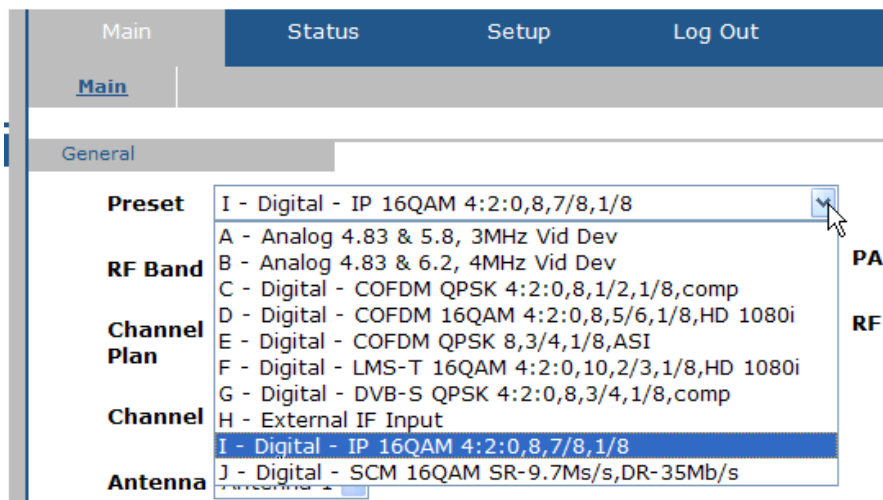 Main Status Setup Log Out
Main
General
Preset I - Digital - IP 16QAM 4:2:0,8,7/8,1/8
A - Analog 4.83 & 5.8, 3MHz Vid Dev
RF Band B - Analog 4.83 & 6.2, 4MHz Vid Dev PA
C - Digital - COFDM QPSK 4:2:0,8,1/2,1/8,comp
D - Digital - COFDM 16QAM 4:2:0,8,5/6,1/8,HD 1080i
Channel Plan E - Digital - COFDM QPSK 8,3/4,1/8,ASI RF
F - Digital - LMS-T 16QAM 4:2:0,10,2/3,1/8,HD 1080i
G - Digital - DVB-S QPSK 4:2:0,8,3/4,1/8,comp
Channel H - External IF Input
I - Digital - IP 16QAM 4:2:0,8,7/8,1/8
Antenna J - Digital - SCM 16QAM SR-9.7Ms/s,DR-35Mb/s